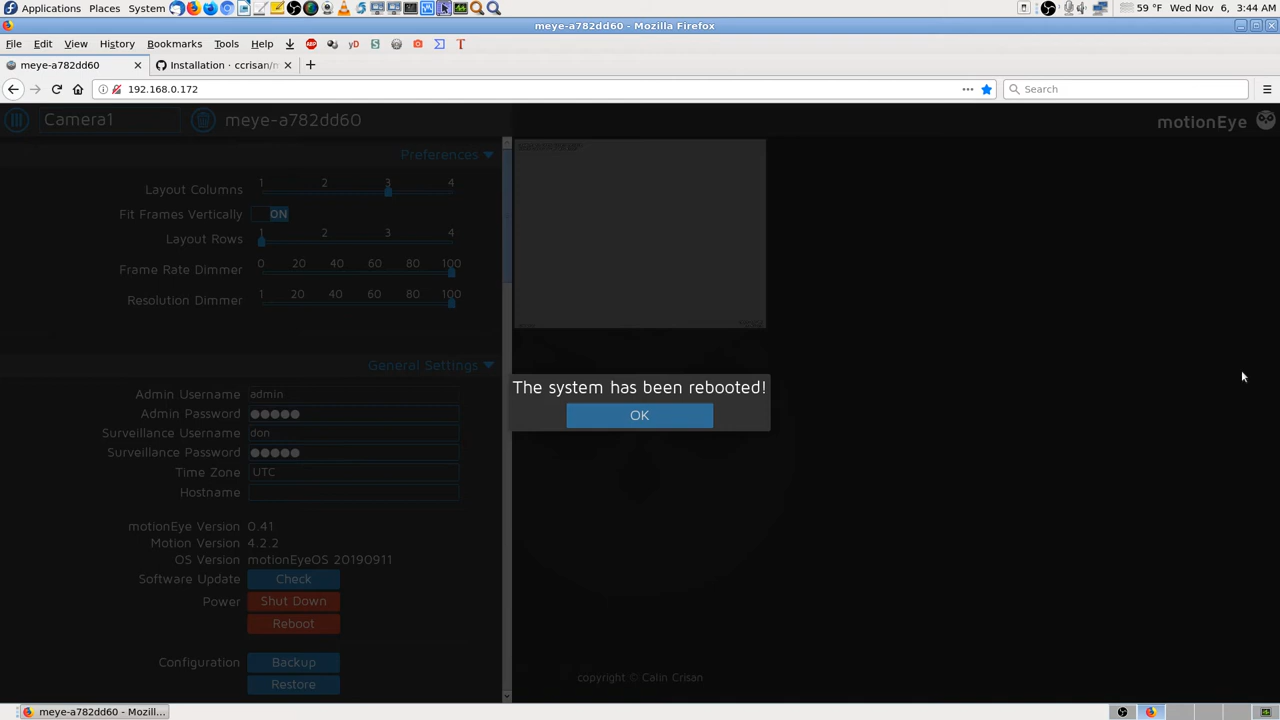 Applications Places System 59 °F Wed Nov 6, 3:44 AM
meye-a782dd60 - Mozilla Firefox
File Edit View History Bookmarks Tools Help
meye-a782dd60 Installation · ccrisan/m
192.168.0.172 Search
Camera1 meye-a782dd60 motionEye
Preferences
Layout Columns 1 2 3 4
Fit Frames Vertically ON
Layout Rows 1 2 3 4
Frame Rate Dimmer 0 20 40 60 80 100
Resolution Dimmer 1 20 40 60 80 100
General Settings
The system has been rebooted!
OK
Admin Username admin
Admin Password ●●●●●
Surveillance Username don
Surveillance Password ●●●●●
Time Zone UTC
Hostname
motionEye Version 0.41
Motion Version 4.2.2
OS Version motionEyeOS 20190911
Software Update Check
Power Shut Down
Reboot
Configuration Backup
Restore
copyright © Calin Crisan
meye-a782dd60 - Mozill...